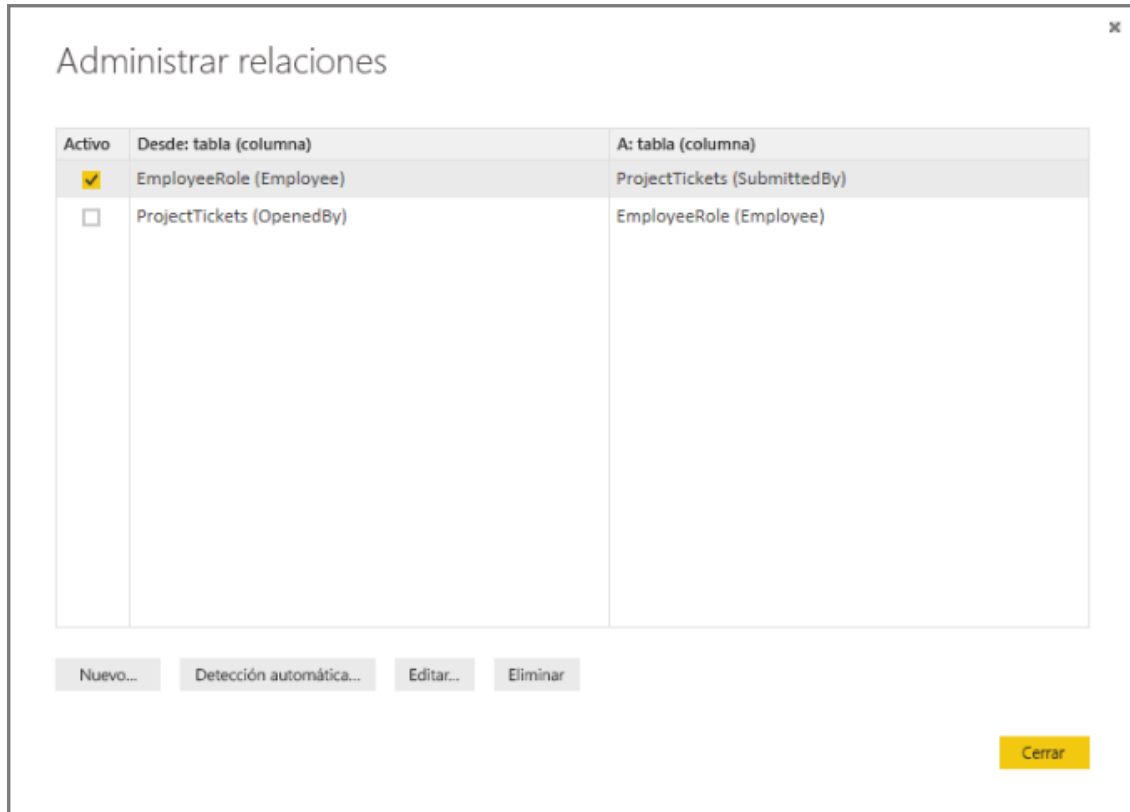 Administrar relaciones
Activo Desde: tabla (columna) A: tabla (columna)
EmployeeRole (Employee) ProjectTickets (SubmittedBy)
ProjectTickets (OpenedBy) EmployeeRole (Employee)
Nuevo... Detección automática... Editar... Eliminar
Cerrar